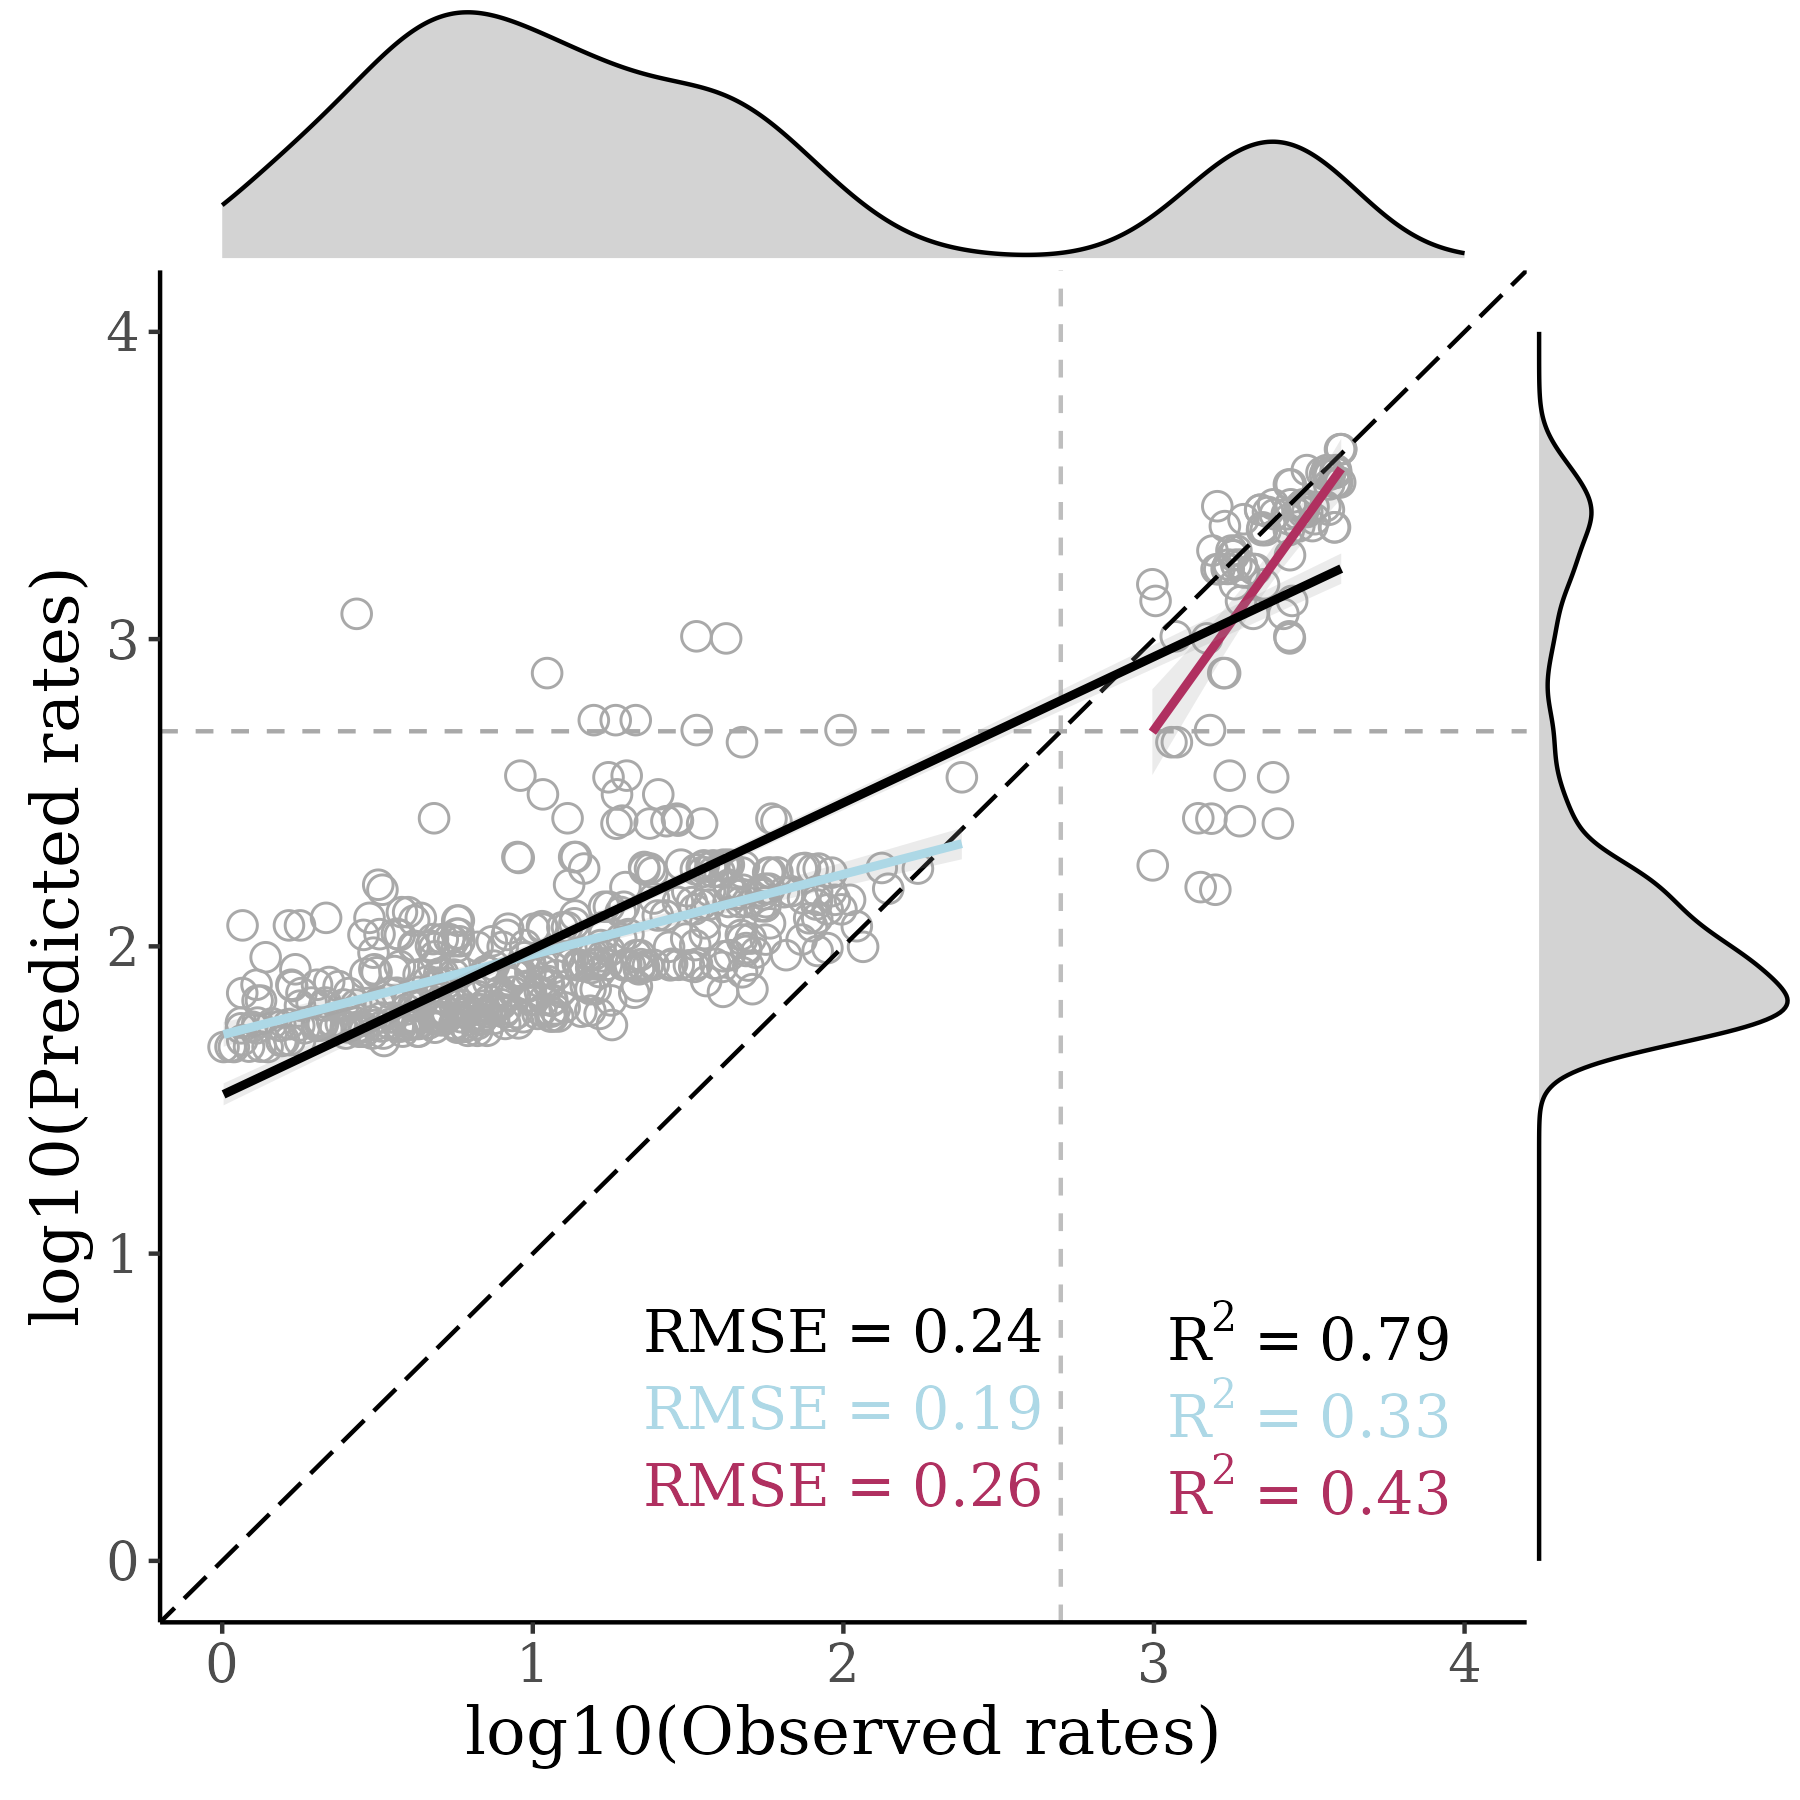 4
3
2
1
0
log10(Predicted rates)
RMSE = 0.24
R² = 0.79
RMSE = 0.19
R² = 0.33
RMSE = 0.26
R² = 0.43
0 1 2 3 4
log10(Observed rates)